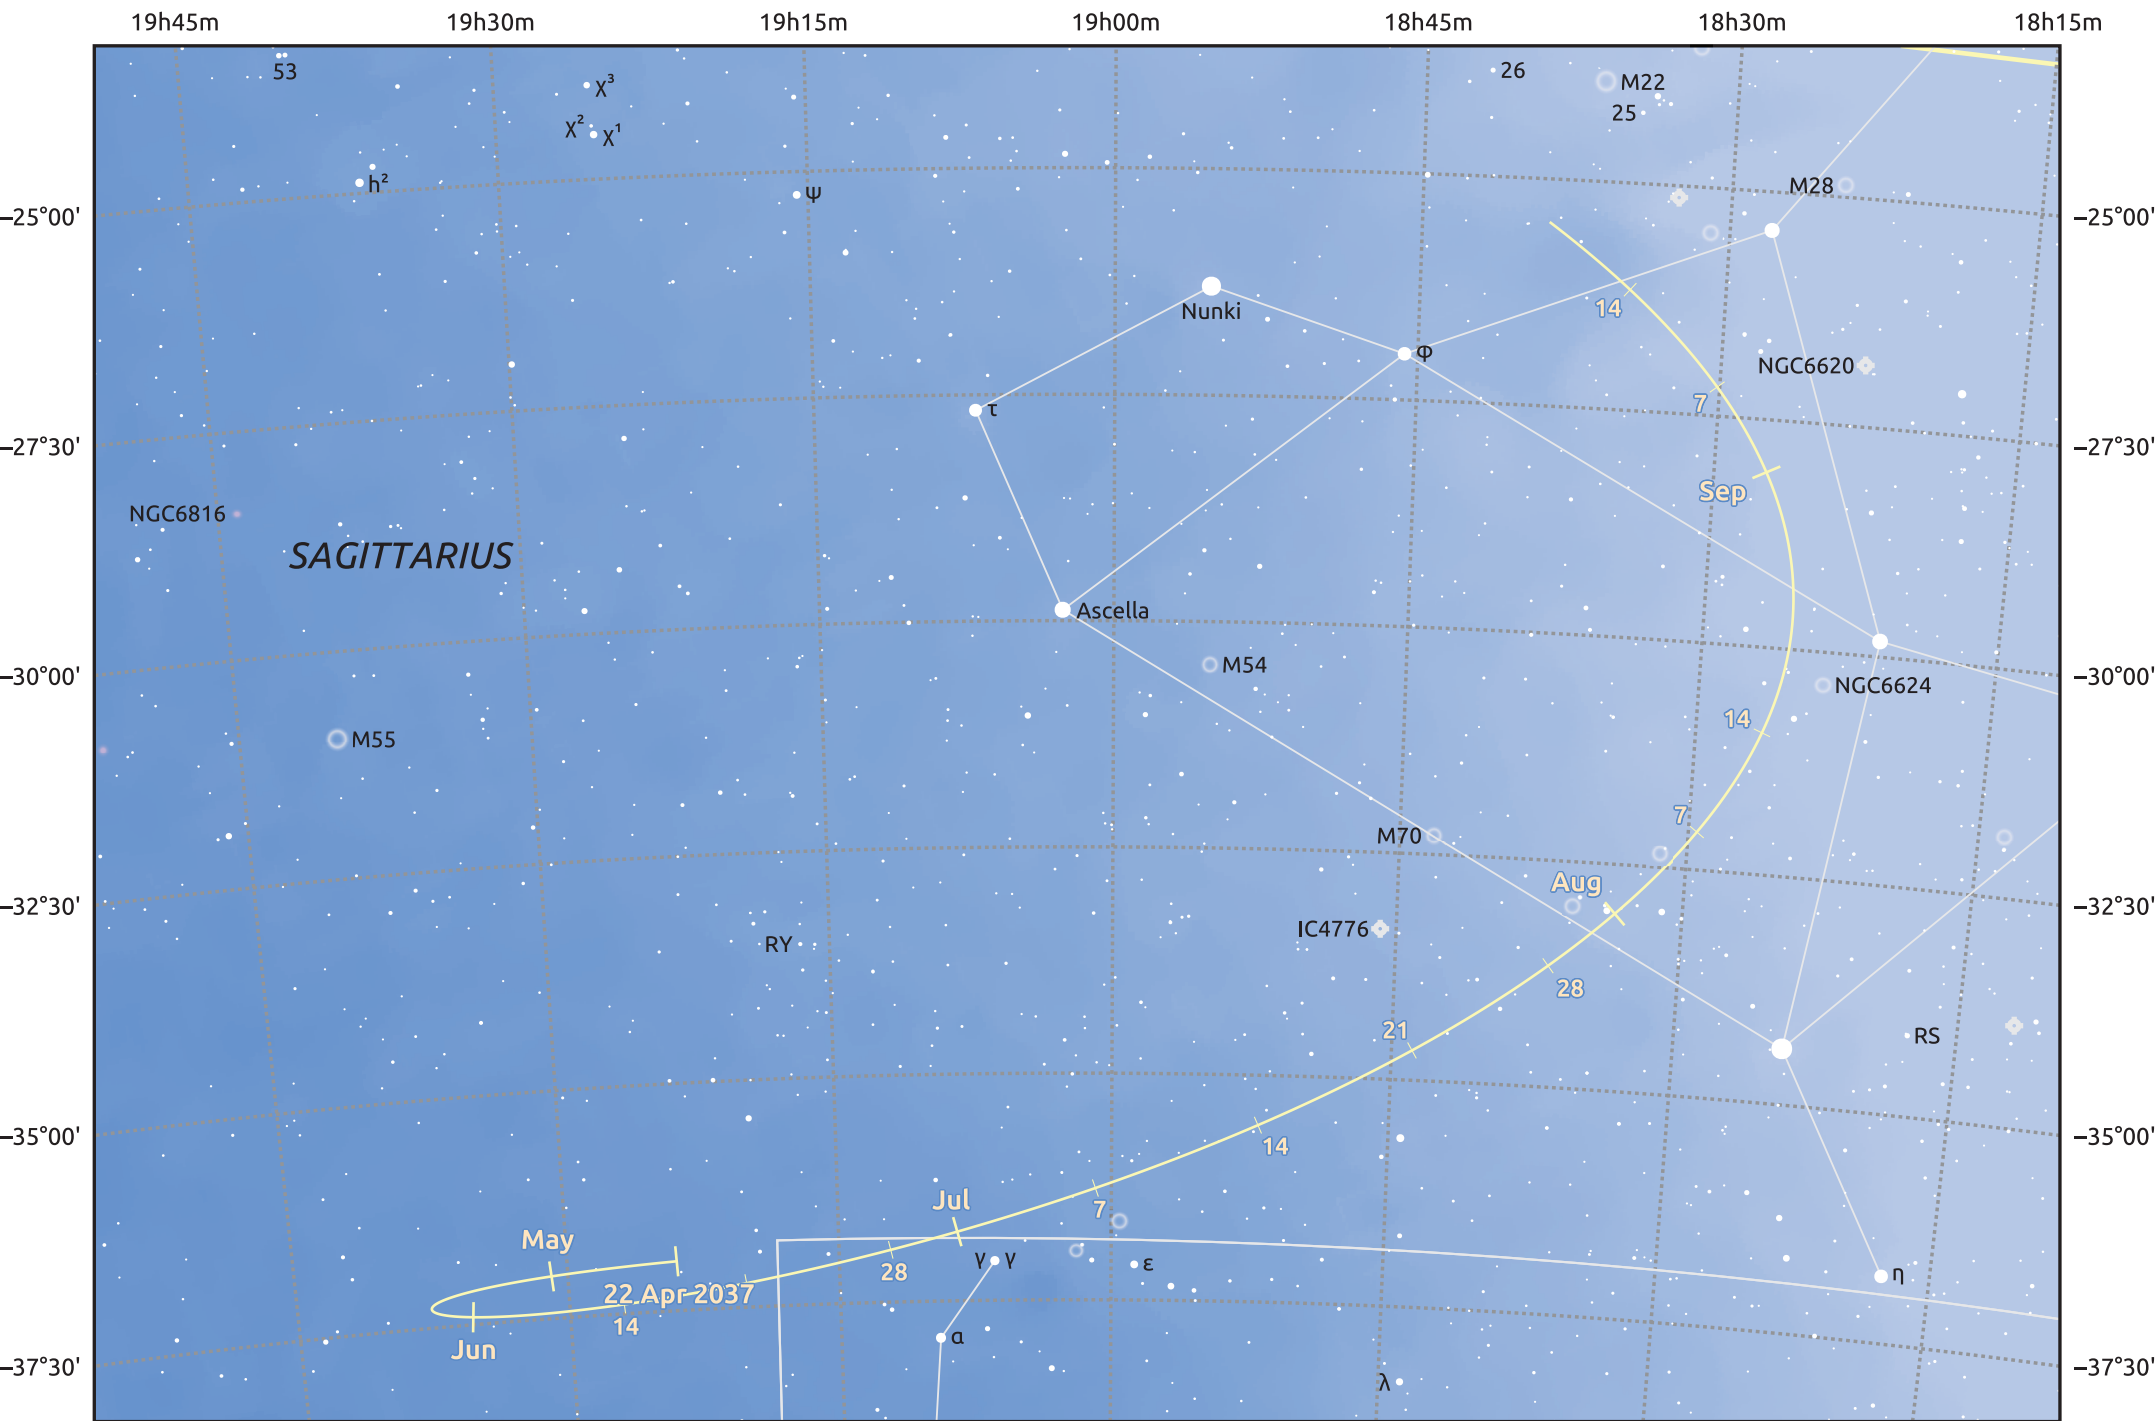 19h45m 19h30m 19h15m 19h00m 18h45m 18h30m 18h15m
53 χ³ 26 M22
25
χ² χ¹
h² ψ M28
−25°00' −25°00'
14
Nunki
φ NGC6620
τ 7
−27°30' −27°30'
Sep
NGC6816
SAGITTARIUS
Ascella
M54
−30°00' −30°00'
NGC6624
14
M55
7
M70
Aug
−32°30' −32°30'
IC4776
RY
28
21 RS
−35°00' −35°00'
14
Jul
7
May
γ γ ε
28 η
22 Apr 2037
14 α
Jun
−37°30' −37°30'
λ